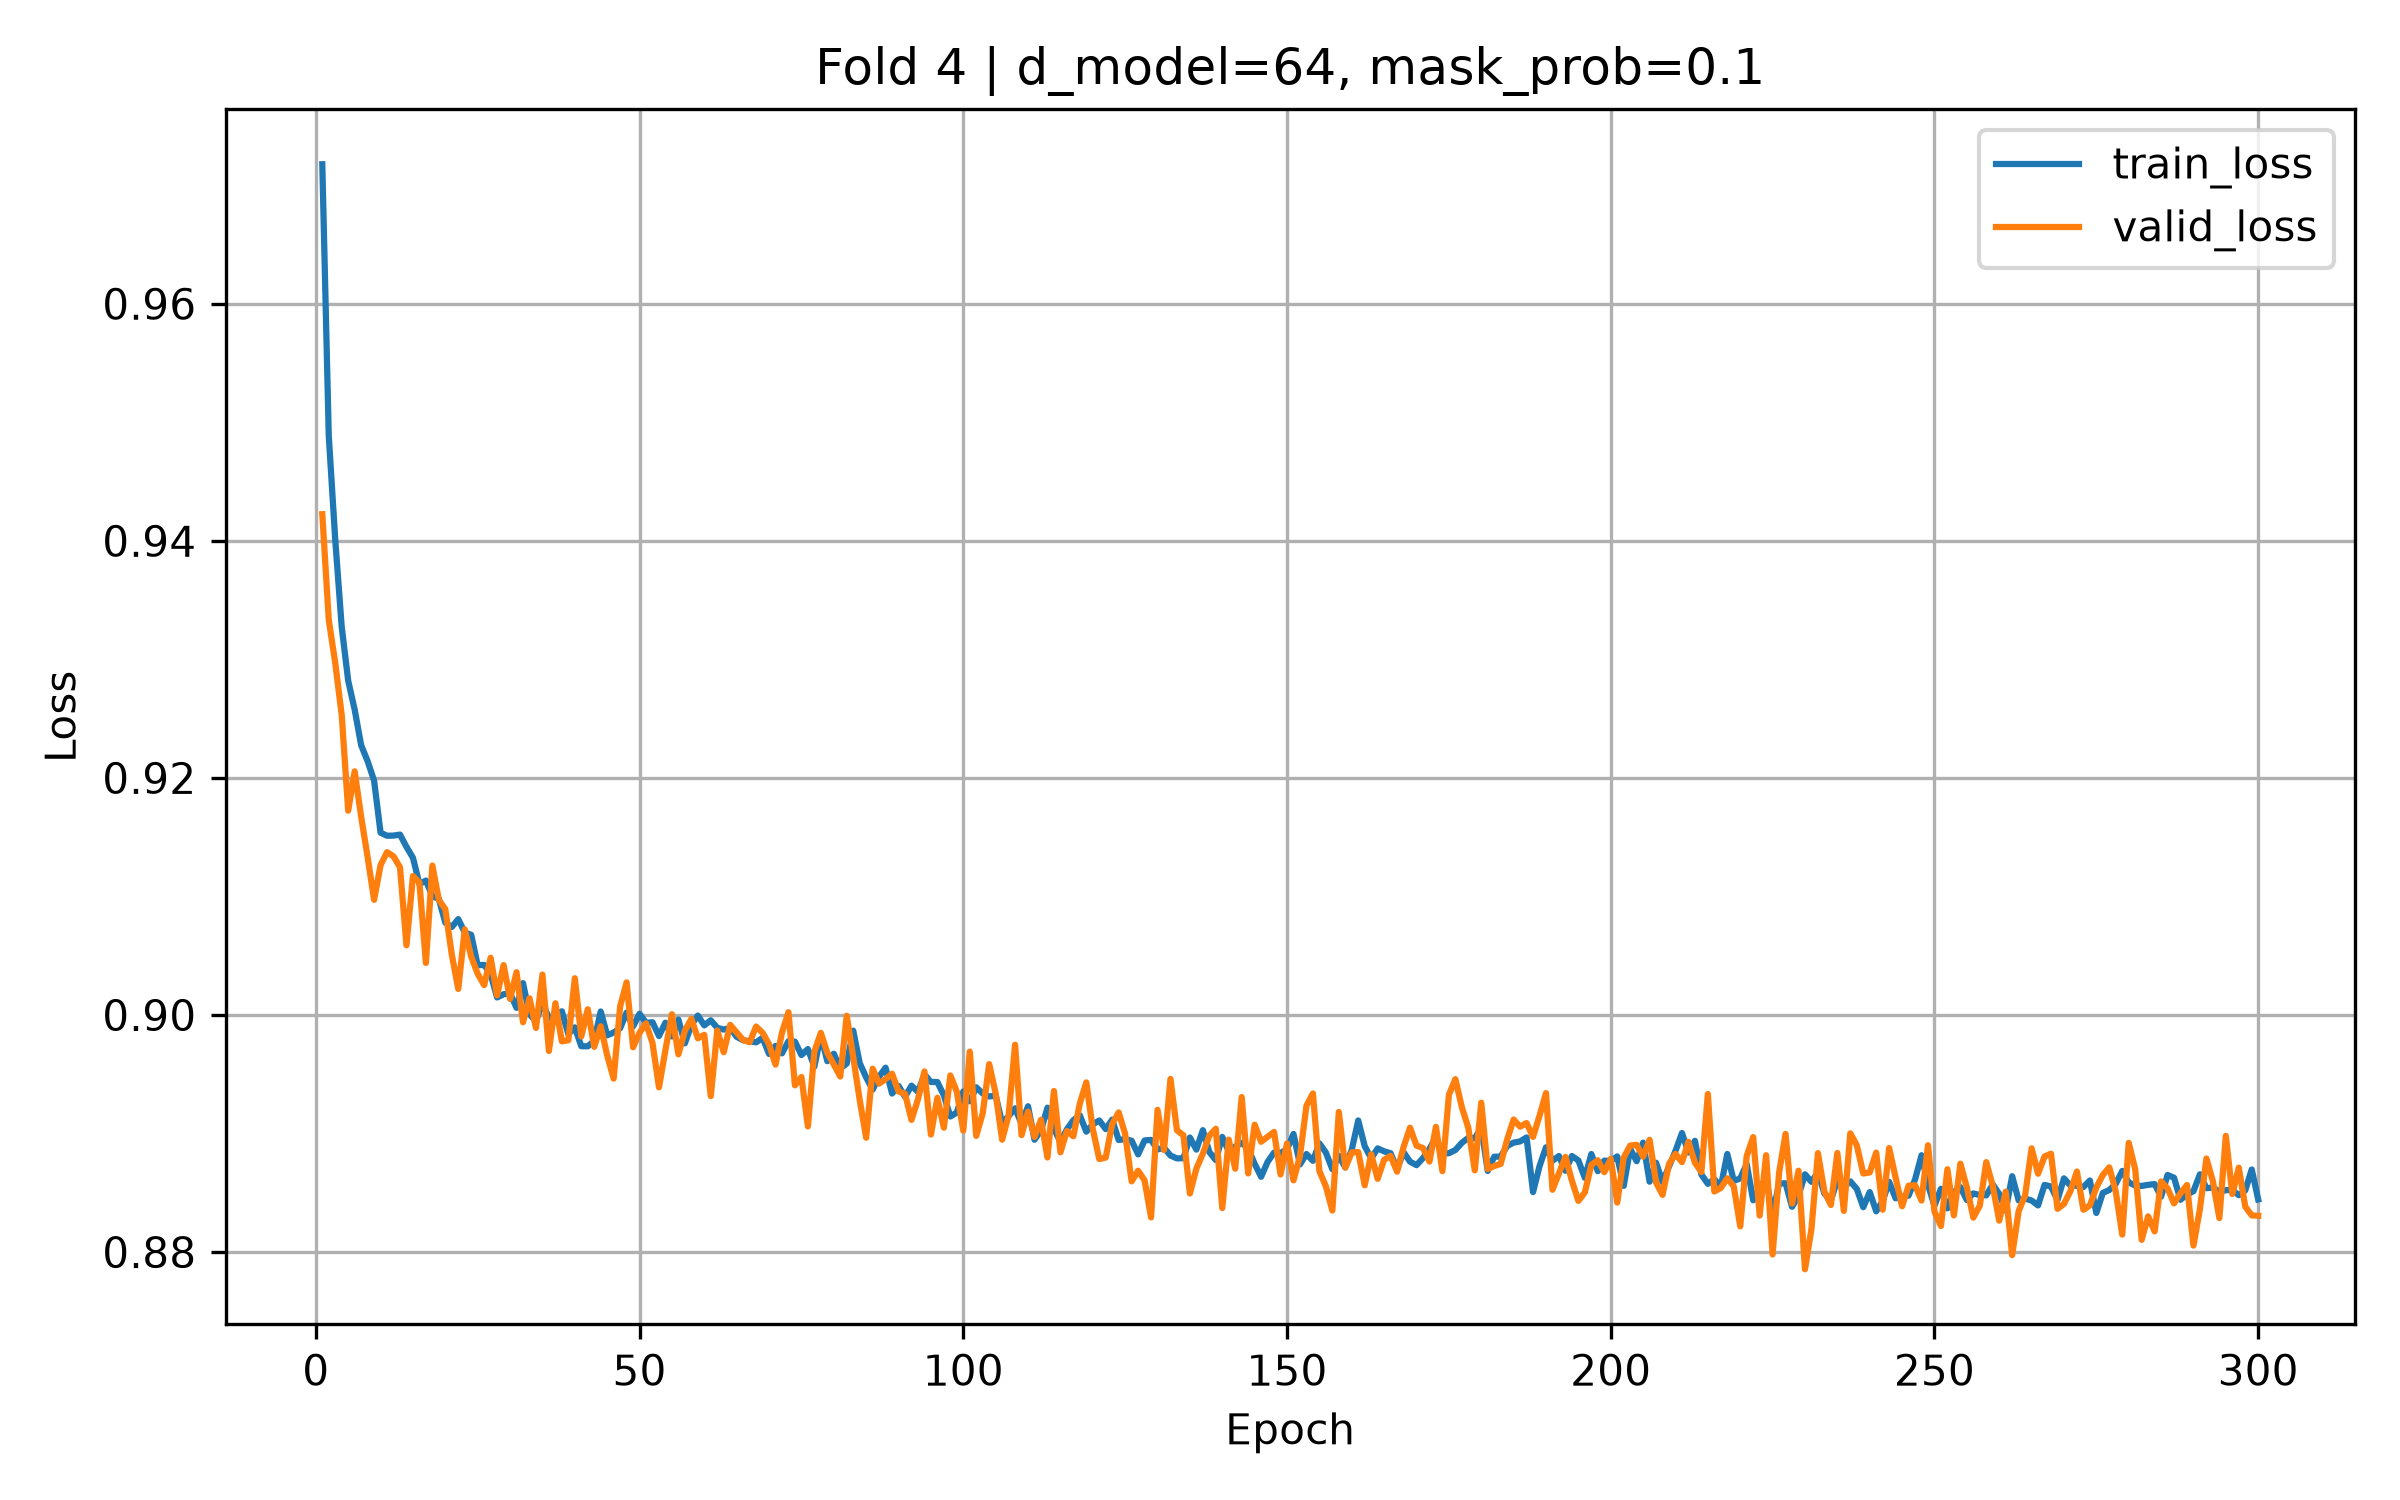 Fold 4 | d_model=64, mask_prob=0.1
train_loss
valid_loss
0.96
0.94
0.92
0.90
0.88
Loss
0 50 100 150 200 250 300
Epoch